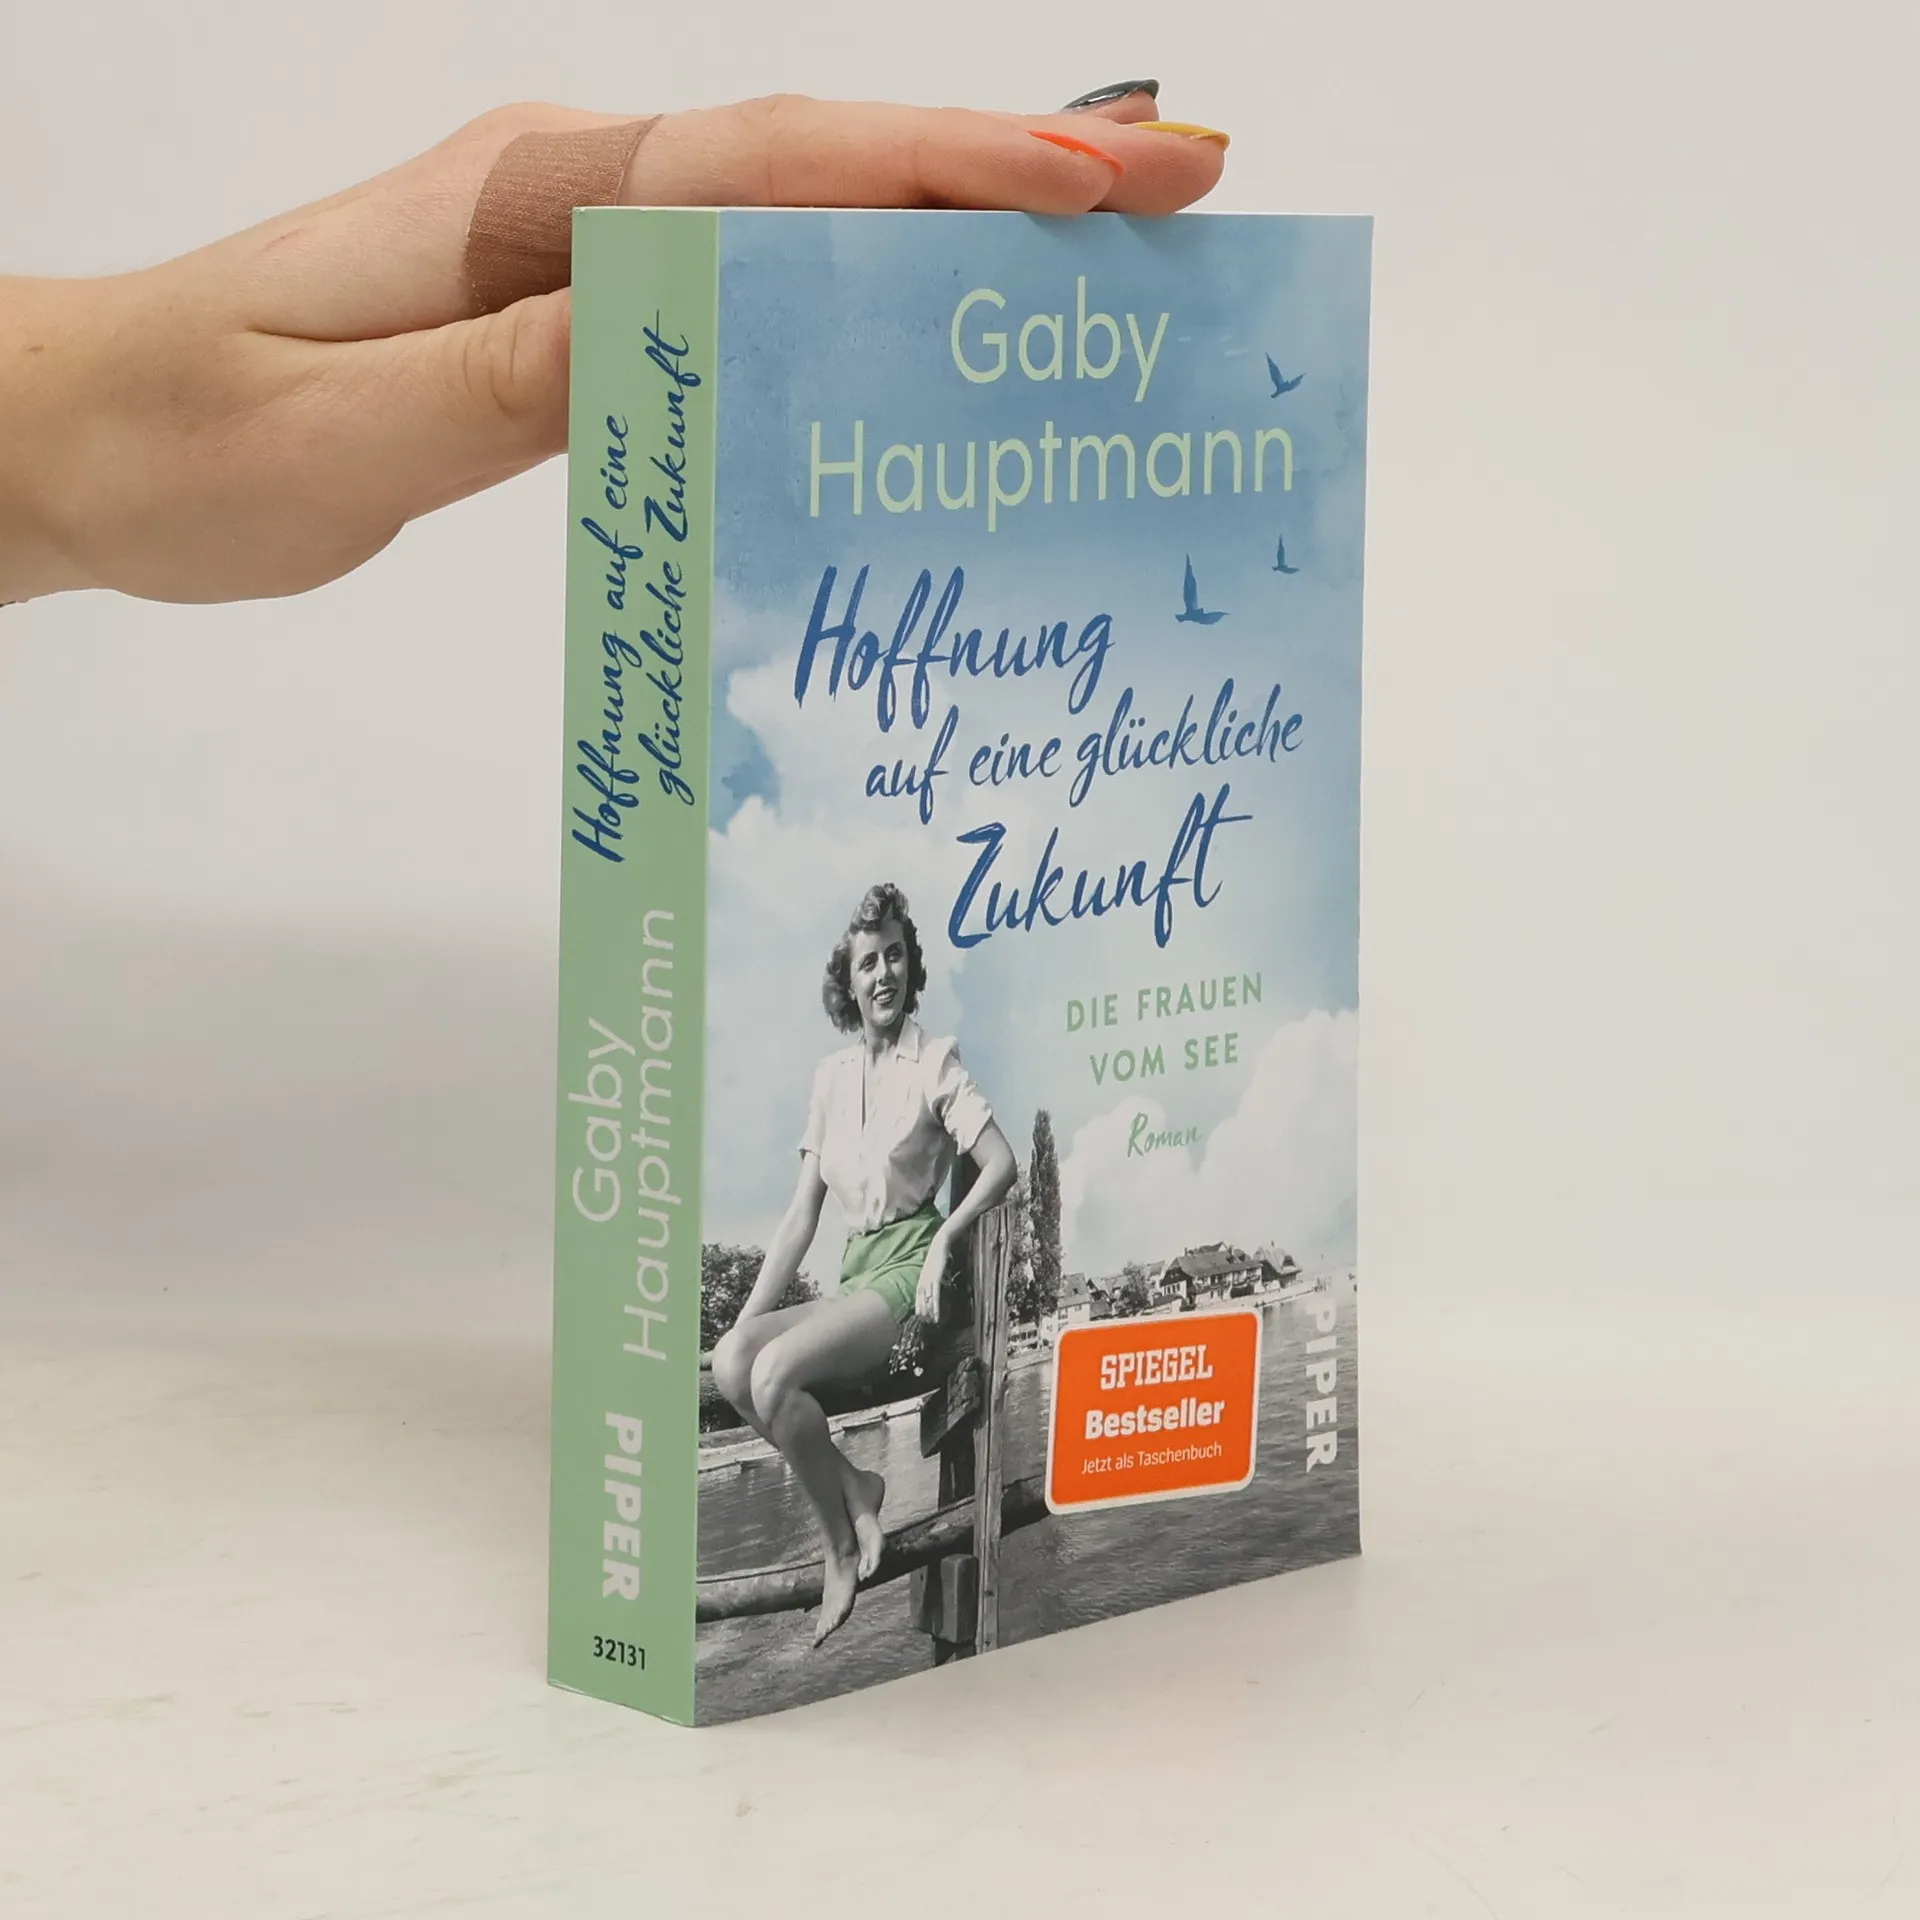 Hoffnung auf eine
glückliche Zukunft
Gaby
Hauptmann
PIPER
32131
Gaby
Hauptmann
Hoffnung
auf eine glückliche
Zukunft
DIE FRAUEN
VOM SEE
Roman
SPIEGEL
Bestseller
Jetzt als Taschenbuch
PIPER